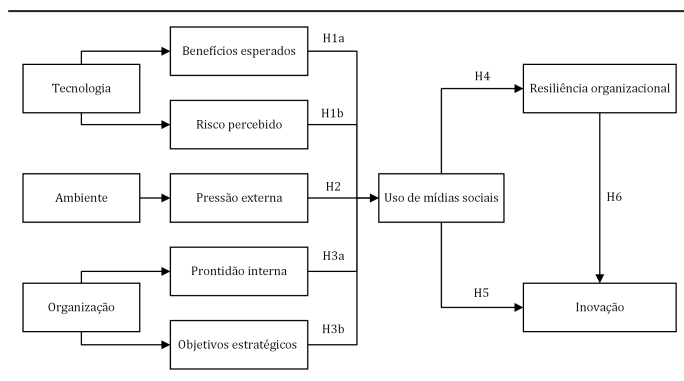 Benefícios esperados
H1a
Tecnologia
H4
Resiliência organizacional
Risco percebido
H1b
Ambiente
Pressão externa
H2
Uso de mídias sociais
H6
Prontidão interna
H3a
Organização
H5
Inovação
Objetivos estratégicos
H3b